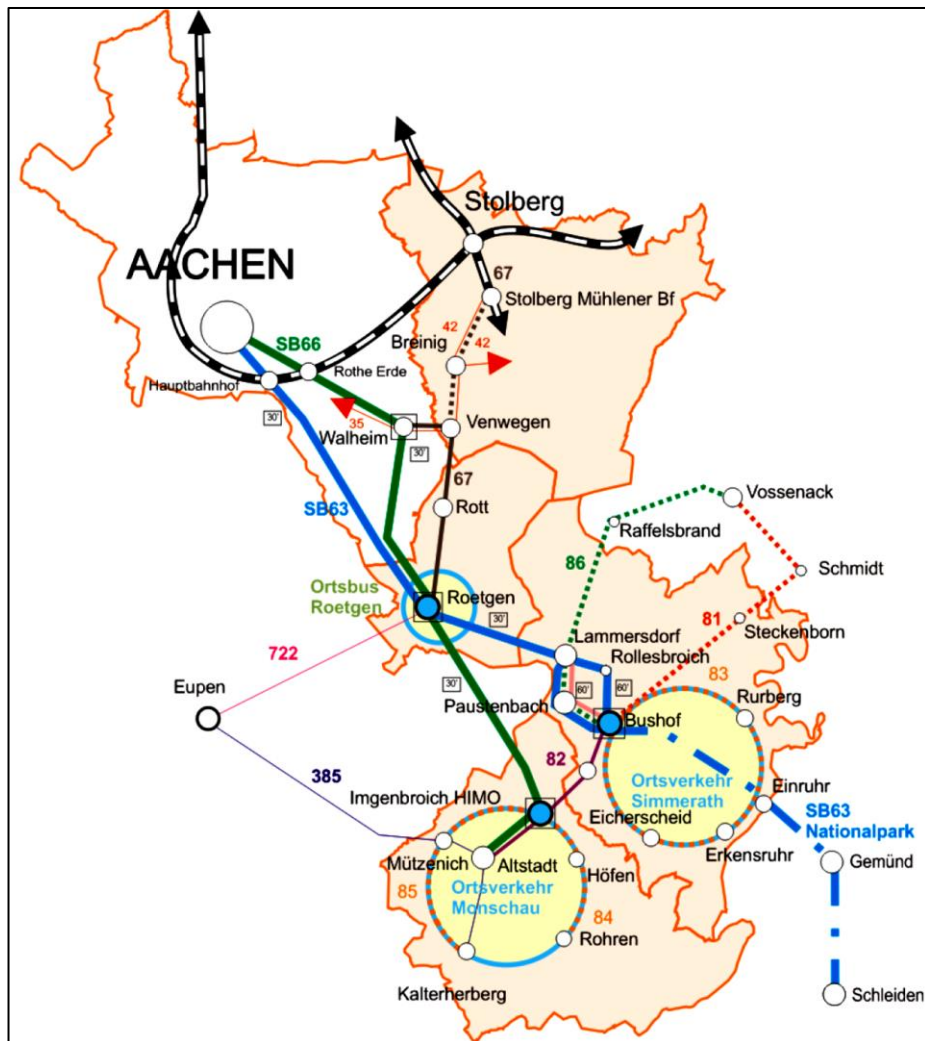 Stolberg
AACHEN
67
Stolberg Mühlener Bf
SB66
42
Breinig
42
Rothe Erde
Hauptbahnhof
30'
35
Walheim
Venwegen
30'
67
SB63
Rott
Vossenack
Raffelsbrand
86
Schmidt
Ortsbus
Roetgen
Roetgen
30'
81
Steckenborn
722
Lammersdorf
Rollesbroich
83
30'
60'
60'
Eupen
Paustenbach
Bushof
Rurberg
82
385
Imgenbroich HIMO
Ortsverkehr
Simmerath
Einruhr
SB63
Nationalpark
Eicherscheid
Erkensruhr
Gemünd
Mützenich
Altstadt
Höfen
85
Ortsverkehr
Monschau
84
Rohren
Kalterherberg
Schleiden